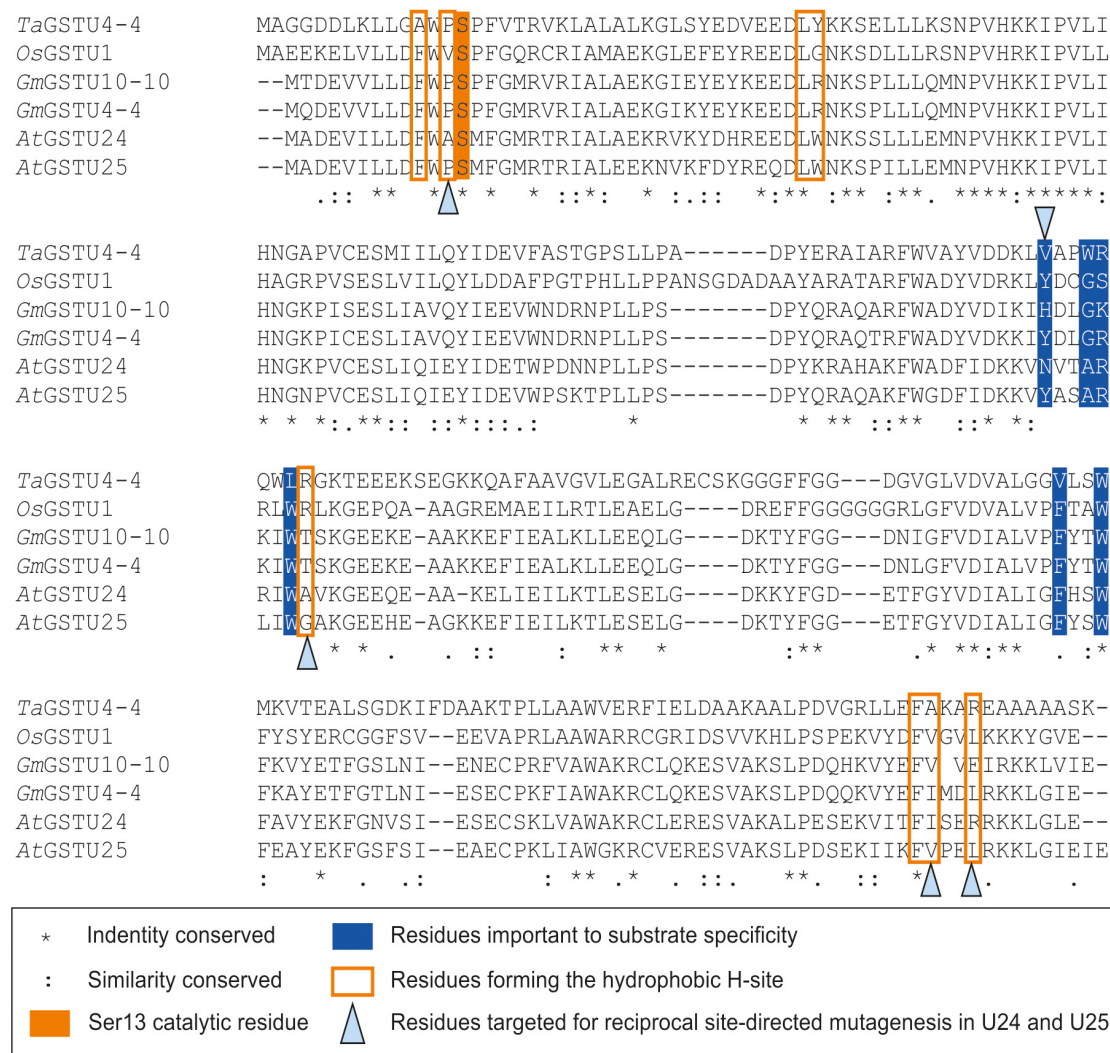 TaGSTU4-4 MAGGDDLKLLGAWPSPFVTRVKLALALKGLSYEDVEEDLYKKSELLLKSNPVHKKIPVLI
OsGSTU1 MAEEKELVLLDFWVSPFGQRCRIAMAEKGLEFEYREEDLGNKSDLLLRSNPVHKKIPVLL
GmGSTU10-10 --MTDEVVLLDFWPSPFGMRVRIALAEKGIEYEYKEEDLRNKSPLLLQMNPVHKKIPVLI
GmGSTU4-4 --MQDEVVLLDFWPSPFGMRVRIALAEKGIKYEYKEEDLRNKSPLLLQMNPVHKKIPVLI
AtGSTU24 --MADEVILLDFWASMFGMRTRIALAEKRVKYDHREEDLWNKSSLLLEMNPVHKKIPVLI
AtGSTU25 --MADEVILLDFWPSMFGMRTRIALEEKNVKFDYREQDLWNKSPILLEMNPVHKKIPVLI
.:: ** ** * * ::* * :.:: *:** ::**. *********:
TaGSTU4-4 HNGAPVCESMIILQYIDEVFASTGPSLLPA-------DPYERAIARFWVAYVDDKLVAPWR
OsGSTU1 HAGRPVSESLVILQYLDDAFPGTPHLLPPANSGDADAAYARATARFWADYVDRKLYDCGS
GmGSTU10-10 HNGKPISESLIAVQYIEEVWNDRNPLLPS-------DPYQRAQARFWADYVDIKIHDLGK
GmGSTU4-4 HNGKPICESLIAVQYIEEVWNDRNPLLPS-------DPYQRAQTRFWADYVDIKIYDLGR
AtGSTU24 HNGKPVCESLIQIEYIDETWPDNNPLLPS-------DPYKRAHAKFWADFIDKKVNVTAR
AtGSTU25 HNGNPVCESLIQIEYIDEVWPSKTPLLPS-------DPYQRAQAKFWGDFIDKKVYASAR
* * *:.**:: ::*::.: * * ** ::** ::* *:
TaGSTU4-4 QWLRGKTEEEKSEGKKQAFAAVGVLEGALRECSKGGGFFGG---DGVGLVDVALGGVLSW
OsGSTU1 RLWRLKGEPQA-AAGREMAEILRTLEAELG----DREFFGGGGGGRLGFVDVALVPFTAW
GmGSTU10-10 KIWTSKGEEKE-AAKKEFIEALKLLEEQLG----DKTYFGG---DNIGFVDIALVPFYTW
GmGSTU4-4 KIWTSKGEEKE-AAKKEFIEALKLLEEQLG----DKTYFGG---DNLGFVDIALVPFYTW
AtGSTU24 RIWAVKGEEQE-AA-KELIEILKTLESELG----DKKYFGD---ETFGYVDIALIGFHSW
AtGSTU25 LIWGAKGEEHE-AGKKEFIEILKTLESELG----DKTYFGG---ETFGYVDIALIGFYSW
* * . . :: : ** * :** .* **:** . :*
TaGSTU4-4 MKVTEALSGDKIFDAAKTPLLAAWVERFIELDAAKAALPDVGRLLEFAKAREAAAAASK-
OsGSTU1 FYSYERCGGFSV--EEVAPRLAAWARRCGRIDSVVKHLPSPEKVYDFVGVLKKKYGVE--
GmGSTU10-10 FKVYETFGSLNI--ENECPRFVAWAKRCLQKESVAKSLPDQHKVYEFV VEIRKKLVIE-
GmGSTU4-4 FKAYETFGTLNI--ESECPKFIAWAKRCLQKESVAKSLPDQQKVYEFIMDLRKKLGIE--
AtGSTU24 FAVYEKFGNVSI--ESECSKLVAWAKRCLERESVAKALPESEKVITFISERRKKLGLE--
AtGSTU25 FEAYEKFGSFSI--EAECPKLIAWGKRCVERESVAKSLPDSEKIIKFVPELRKKLGIEIE
: * . .: : ** .* . ::. **. :: * . .
* Indentity conserved
Residues important to substrate specificity
: Similarity conserved
Residues forming the hydrophobic H-site
Ser13 catalytic residue
Residues targeted for reciprocal site-directed mutagenesis in U24 and U25